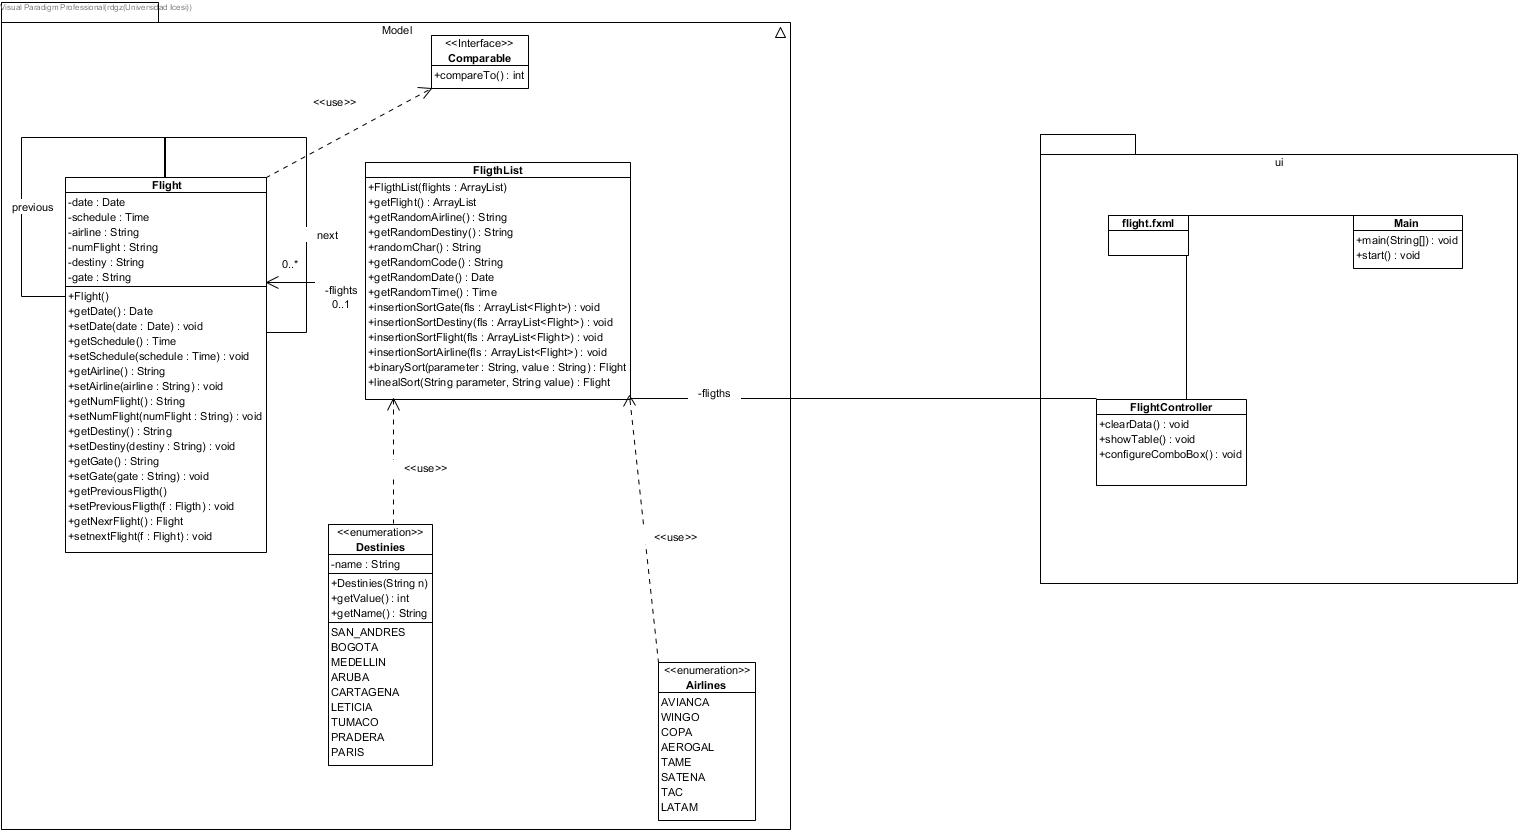 Visual Paradigm Professional(rdgz(Universidad Icesi))
Model
<<Interface>>
Comparable
+compareTo() : int
<<use>>
previous
next
0..*
-flights
0..1
Flight
-date : Date
-schedule : Time
-airline : String
-numFlight : String
-destiny : String
-gate : String
+Flight()
+getDate() : Date
+setDate(date : Date) : void
+getSchedule() : Time
+setSchedule(schedule : Time) : void
+getAirline() : String
+setAirline(airline : String) : void
+getNumFlight() : String
+setNumFlight(numFlight : String) : void
+getDestiny() : String
+setDestiny(destiny : String) : void
+getGate() : String
+setGate(gate : String) : void
+getPreviousFligth()
+setPreviousFligth(f : Fligth) : void
+getNexrFlight() : Flight
+setnextFlight(f : Flight) : void
FligthList
+FligthList(flights : ArrayList)
+getFlight() : ArrayList
+getRandomAirline() : String
+getRandomDestiny() : String
+randomChar() : String
+getRandomCode() : String
+getRandomDate() : Date
+getRandomTime() : Time
+insertionSortGate(fls : ArrayList<Flight>) : void
+insertionSortDestiny(fls : ArrayList<Flight>) : void
+insertionSortFlight(fls : ArrayList<Flight>) : void
+insertionSortAirline(fls : ArrayList<Flight>) : void
+binarySort(parameter : String, value : String) : Flight
+linealSort(String parameter, String value) : Flight
-fligths
<<use>>
<<use>>
<<enumeration>>
Destinies
-name : String
+Destinies(String n)
+getValue() : int
+getName() : String
SAN_ANDRES
BOGOTA
MEDELLIN
ARUBA
CARTAGENA
LETICIA
TUMACO
PRADERA
PARIS
<<enumeration>>
Airlines
AVIANCA
WINGO
COPA
AEROGAL
TAME
SATENA
TAC
LATAM
ui
flight.fxml
Main
+main(String[]) : void
+start() : void
FlightController
+clearData() : void
+showTable() : void
+configureComboBox() : void